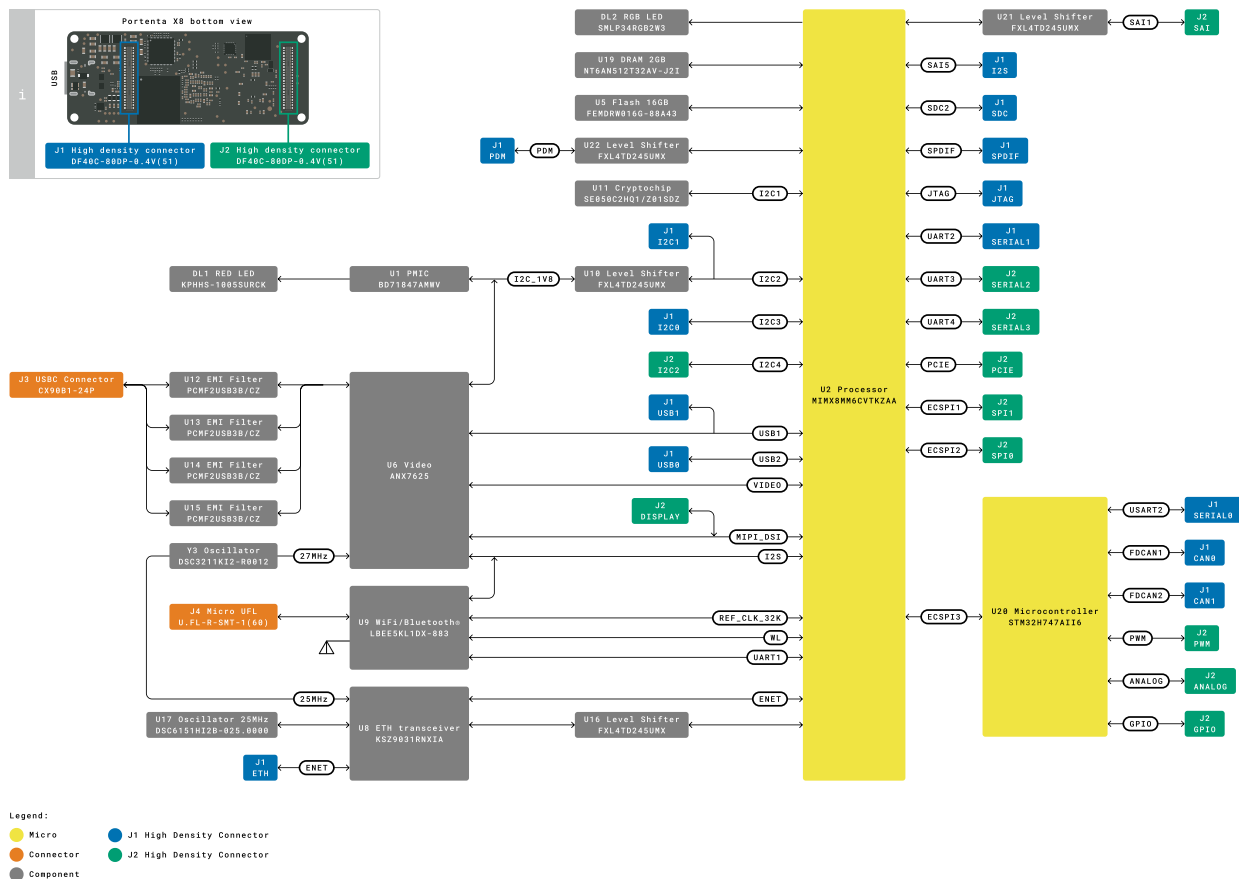 Portenta X8 bottom view
USB
i
J1 High density connector
DF40C-80DP-0.4V(51)
J2 High density connector
DF40C-80DP-0.4V(51)
DL2 RGB LED
SMLP34RGB2W3
U19 DRAM 2GB
NT6AN512T32AV-J2I
U5 Flash 16GB
FEMDRW016G-88A43
J1
PDM
PDM
U22 Level Shifter
FXL4TD245UMX
U11 Cryptochip
SE050C2HQ1/Z01SDZ
I2C1
J1
I2C1
DL1 RED LED
KPHHS-1005SURCK
U1 PMIC
BD71847AMWV
I2C_1V8
U10 Level Shifter
FXL4TD245UMX
I2C2
J1
I2C0
I2C3
J2
I2C2
I2C4
J3 USBC Connector
CX90B1-24P
U12 EMI Filter
PCMF2USB3B/CZ
U13 EMI Filter
PCMF2USB3B/CZ
U14 EMI Filter
PCMF2USB3B/CZ
U15 EMI Filter
PCMF2USB3B/CZ
U6 Video
ANX7625
J1
USB1
USB1
J1
USB0
USB2
VIDEO
J2
DISPLAY
MIPI_DSI
I2S
Y3 Oscillator
DSC3211KI2-R0012
27MHz
J4 Micro UFL
U.FL-R-SMT-1(60)
U9 WiFi/Bluetooth®
LBEE5KL1DX-883
REF_CLK_32K
WL
UART1
25MHz
ENET
U17 Oscillator 25MHz
DSC6151HI2B-025.0000
U8 ETH transceiver
KSZ9031RNXIA
U16 Level Shifter
FXL4TD245UMX
J1
ETH
ENET
U2 Processor
MIMX8MM6CVTKZAA
U21 Level Shifter
FXL4TD245UMX
SAI1
J2
SAI
SAI5
J1
I2S
SDC2
J1
SDC
SPDIF
J1
SPDIF
JTAG
J1
JTAG
UART2
J1
SERIAL1
UART3
J2
SERIAL2
UART4
J2
SERIAL3
PCIE
J2
PCIE
ECSPI1
J2
SPI1
ECSPI2
J2
SPI0
ECSPI3
U20 Microcontroller
STM32H747AII6
USART2
J1
SERIAL0
FDCAN1
J1
CAN0
FDCAN2
J1
CAN1
PWM
J2
PWM
ANALOG
J2
ANALOG
GPIO
J2
GPIO
Legend:
Micro
Connector
Component
J1 High Density Connector
J2 High Density Connector